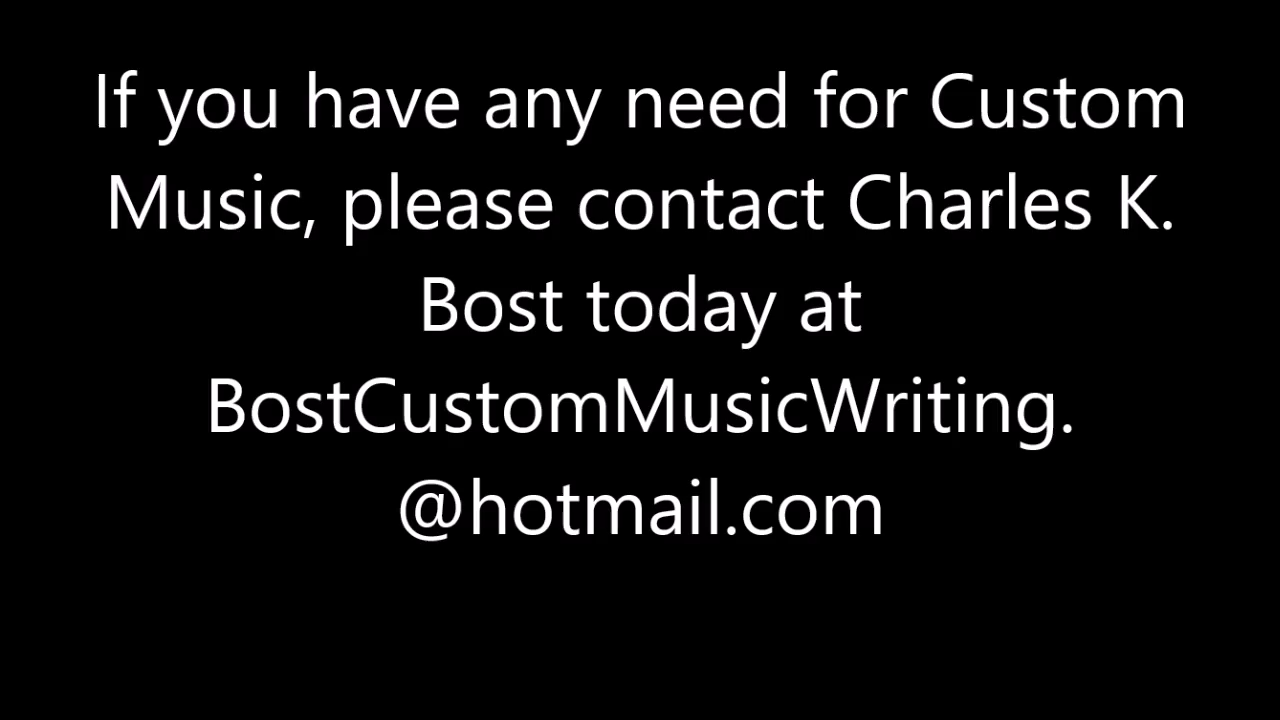 If you have any need for Custom
Music, please contact Charles K.
Bost today at
BostCustomMusicWriting.
@hotmail.com